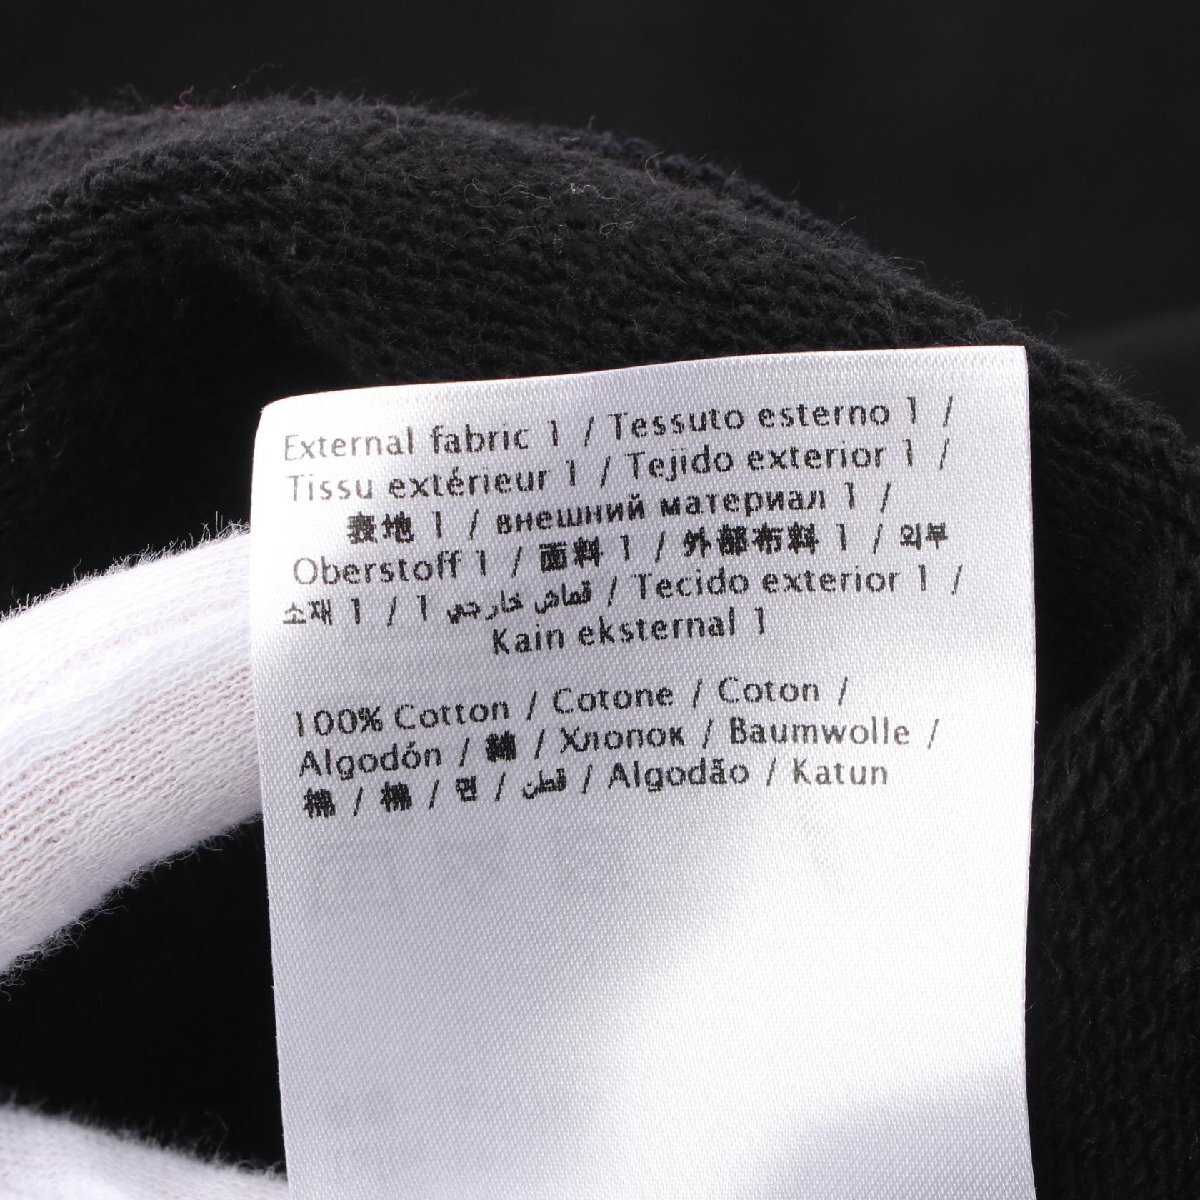 External fabric 1 / Tessuto esterno 1 /
Tissu extérieur 1 / Tejido exterior 1 /
表地 1 / внешний материал 1 /
Oberstoff 1 / 面料 1 / 外部布料 1 / 외부
소재 1 / 1 قماش خارجي / Tecido exterior 1 /
Kain eksternal 1
100% Cotton / Cotone / Coton /
Algodón / 綿 / Хлопок / Baumwolle /
棉 / 棉 / 면 / قطن / Algodão / Katun